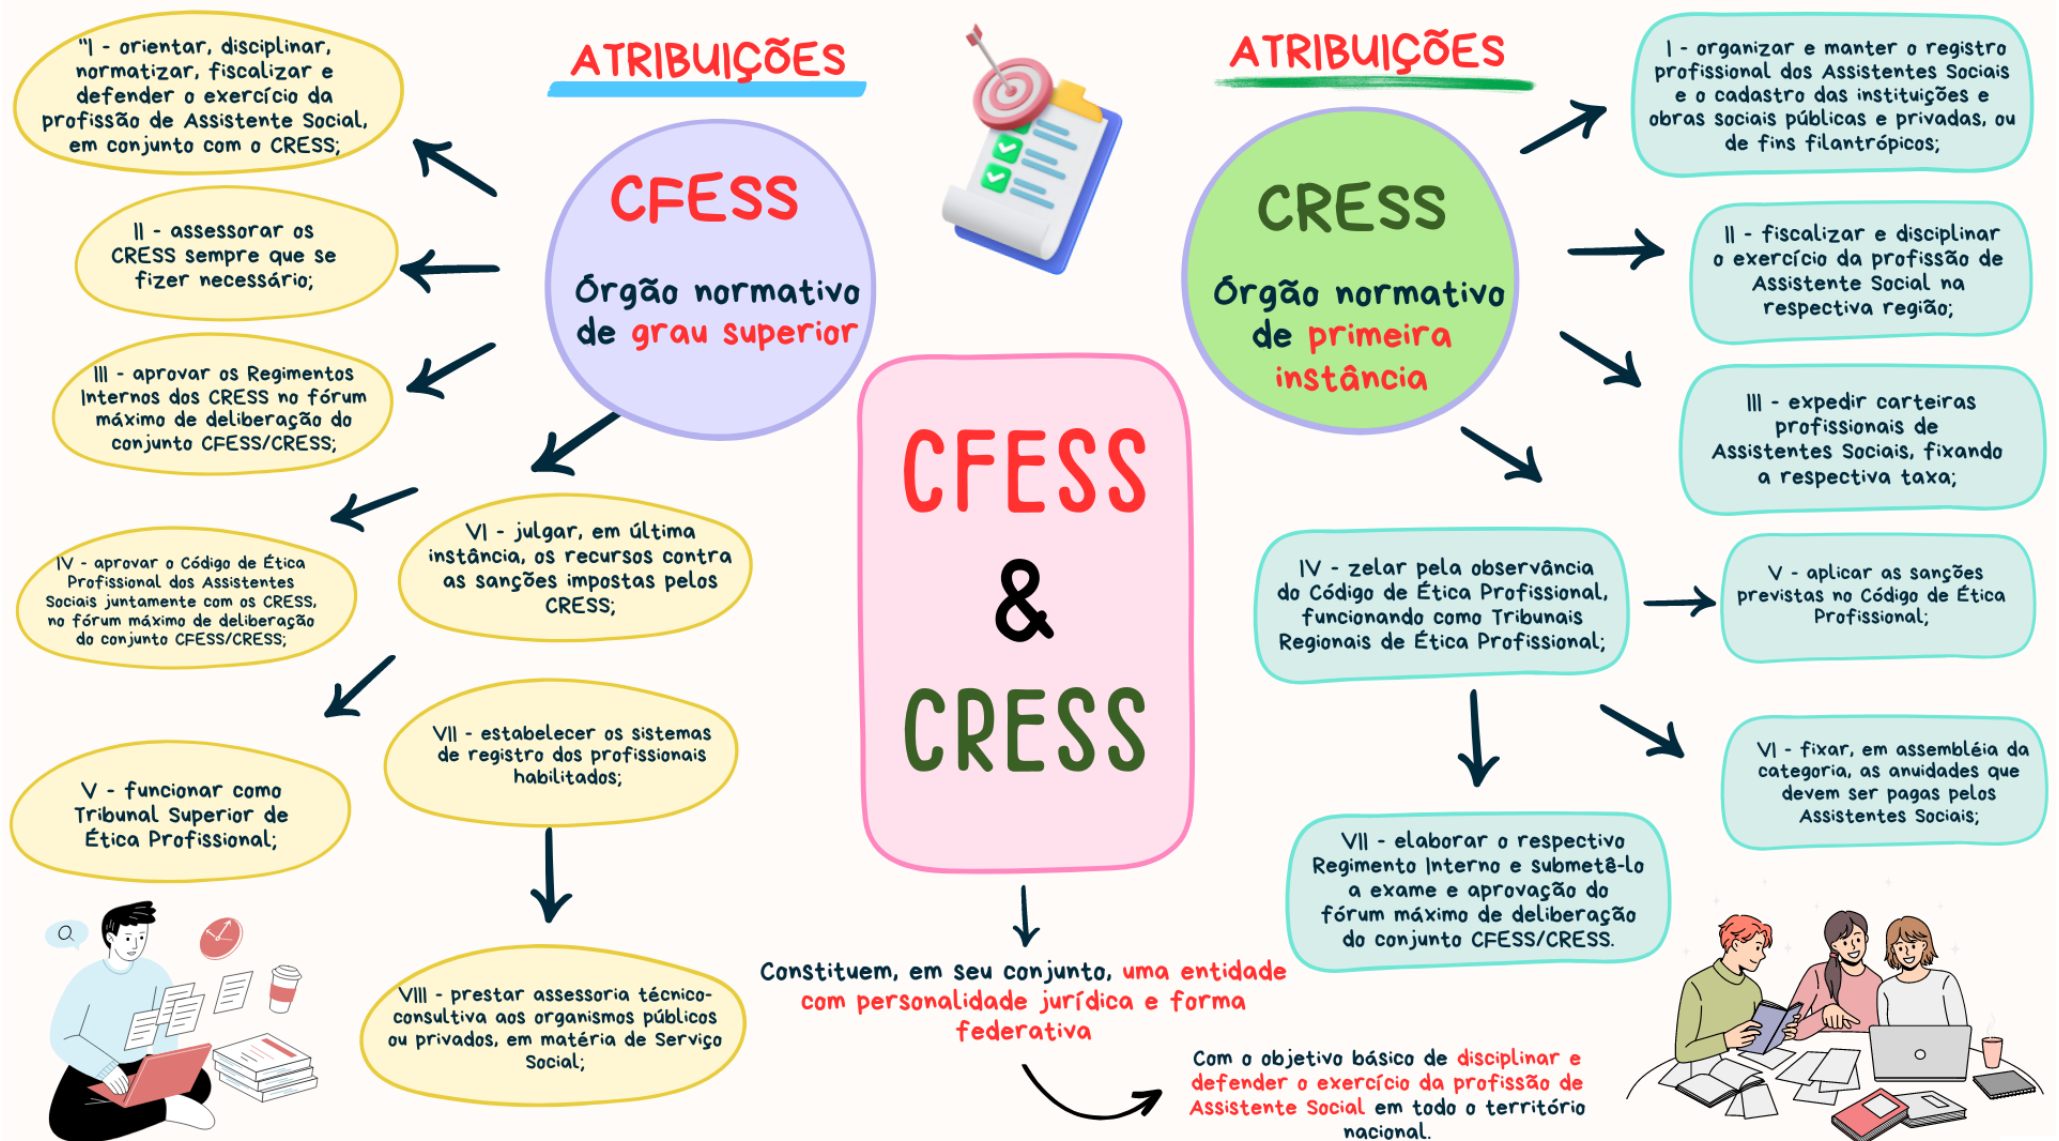 ATRIBUIÇÕES
CFESS
Órgão normativo
de grau superior
"I - orientar, disciplinar,
normatizar, fiscalizar e
defender o exercício da
profissão de Assistente Social,
em conjunto com o CRESS;
II - assessorar os
CRESS sempre que se
fizer necessário;
III - aprovar os Regimentos
Internos dos CRESS no fórum
máximo de deliberação do
conjunto CFESS/CRESS;
IV - aprovar o Código de Ética
Profissional dos Assistentes
Sociais juntamente com os CRESS,
no fórum máximo de deliberação
do conjunto CFESS/CRESS;
V - funcionar como
Tribunal Superior de
Ética Profissional;
VI - julgar, em última
instância, os recursos contra
as sanções impostas pelos
CRESS;
VII - estabelecer os sistemas
de registro dos profissionais
habilitados;
VIII - prestar assessoria técnico-
consultiva aos organismos públicos
ou privados, em matéria de Serviço
Social;
CFESS
&
CRESS
Constituem, em seu conjunto, uma entidade
com personalidade jurídica e forma
federativa
Com o objetivo básico de disciplinar e
defender o exercício da profissão de
Assistente Social em todo o território
nacional.
ATRIBUIÇÕES
CRESS
Órgão normativo
de primeira
instância
I - organizar e manter o registro
profissional dos Assistentes Sociais
e o cadastro das instituições e
obras sociais públicas e privadas, ou
de fins filantrópicos;
II - fiscalizar e disciplinar
o exercício da profissão de
Assistente Social na
respectiva região;
III - expedir carteiras
profissionais de
Assistentes Sociais, fixando
a respectiva taxa;
IV - zelar pela observância
do Código de Ética Profissional,
funcionando como Tribunais
Regionais de Ética Profissional;
V - aplicar as sanções
previstas no Código de Ética
Profissional;
VI - fixar, em assembléia da
categoria, as anuidades que
devem ser pagas pelos
Assistentes Sociais;
VII - elaborar o respectivo
Regimento Interno e submetê-lo
a exame e aprovação do
fórum máximo de deliberação
do conjunto CFESS/CRESS.